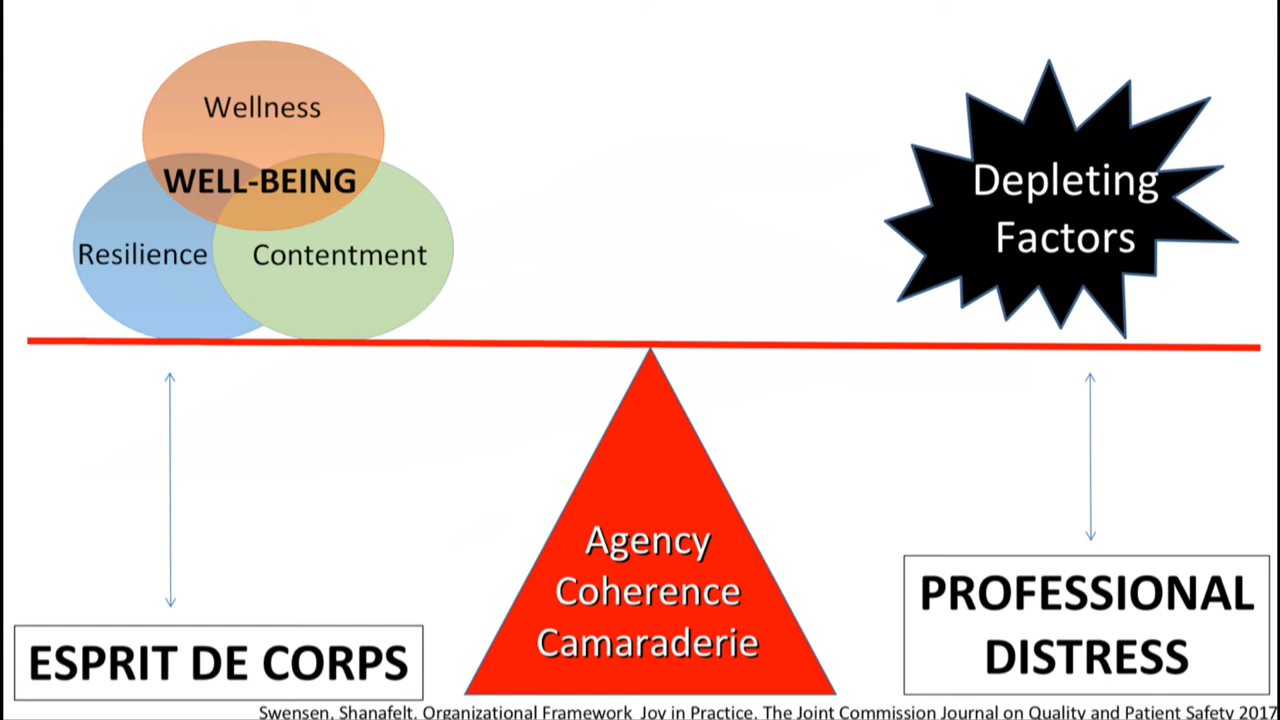 Wellness
WELL-BEING
Resilience
Contentment
Depleting
Factors
Agency
Coherence
Camaraderie
ESPRIT DE CORPS
PROFESSIONAL
DISTRESS
Swensen, Shanafelt. Organizational Framework Joy in Practice. The Joint Commission Journal on Quality and Patient Safety 2017